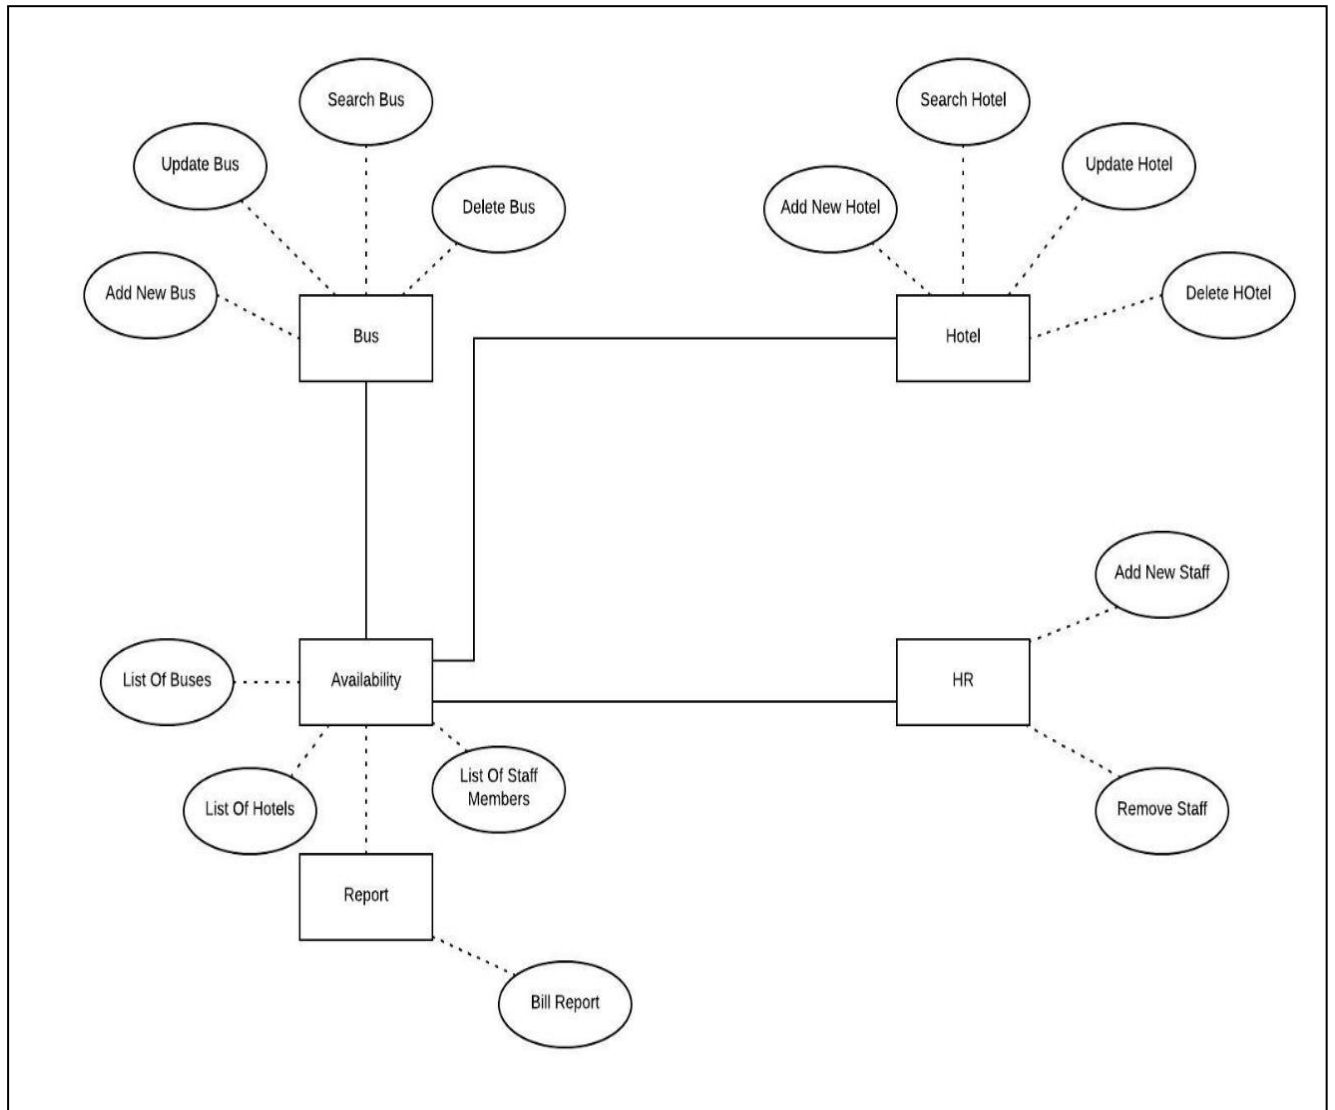 Search Bus
Search Hotel
Update Bus
Update Hotel
Delete Bus
Add New Hotel
Add New Bus
Delete HOtel
Bus
Hotel
Add New Staff
List Of Buses
Availability
HR
List Of Staff
Members
List Of Hotels
Remove Staff
Report
Bill Report